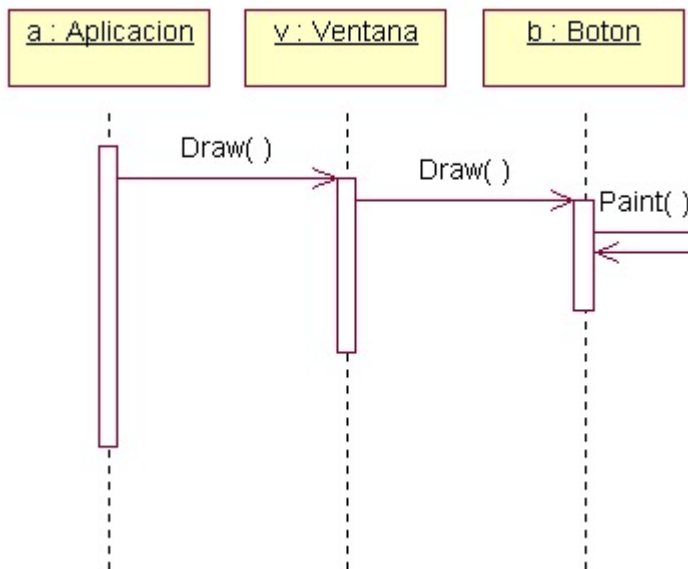 a : Aplicacion
v : Ventana
b : Boton
Draw( )
Draw( )
Paint( )